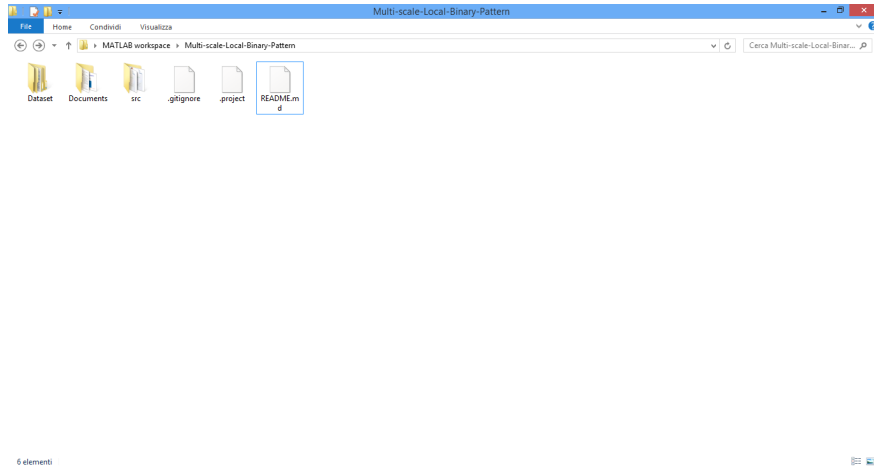 Multi-scale-Local-Binary-Pattern
File Home Condividi Visualizza
MATLAB workspace Multi-scale-Local-Binary-Pattern
Cerca Multi-scale-Local-Binar...
Dataset Documents src .gitignore .project README.m
d
6 elementi